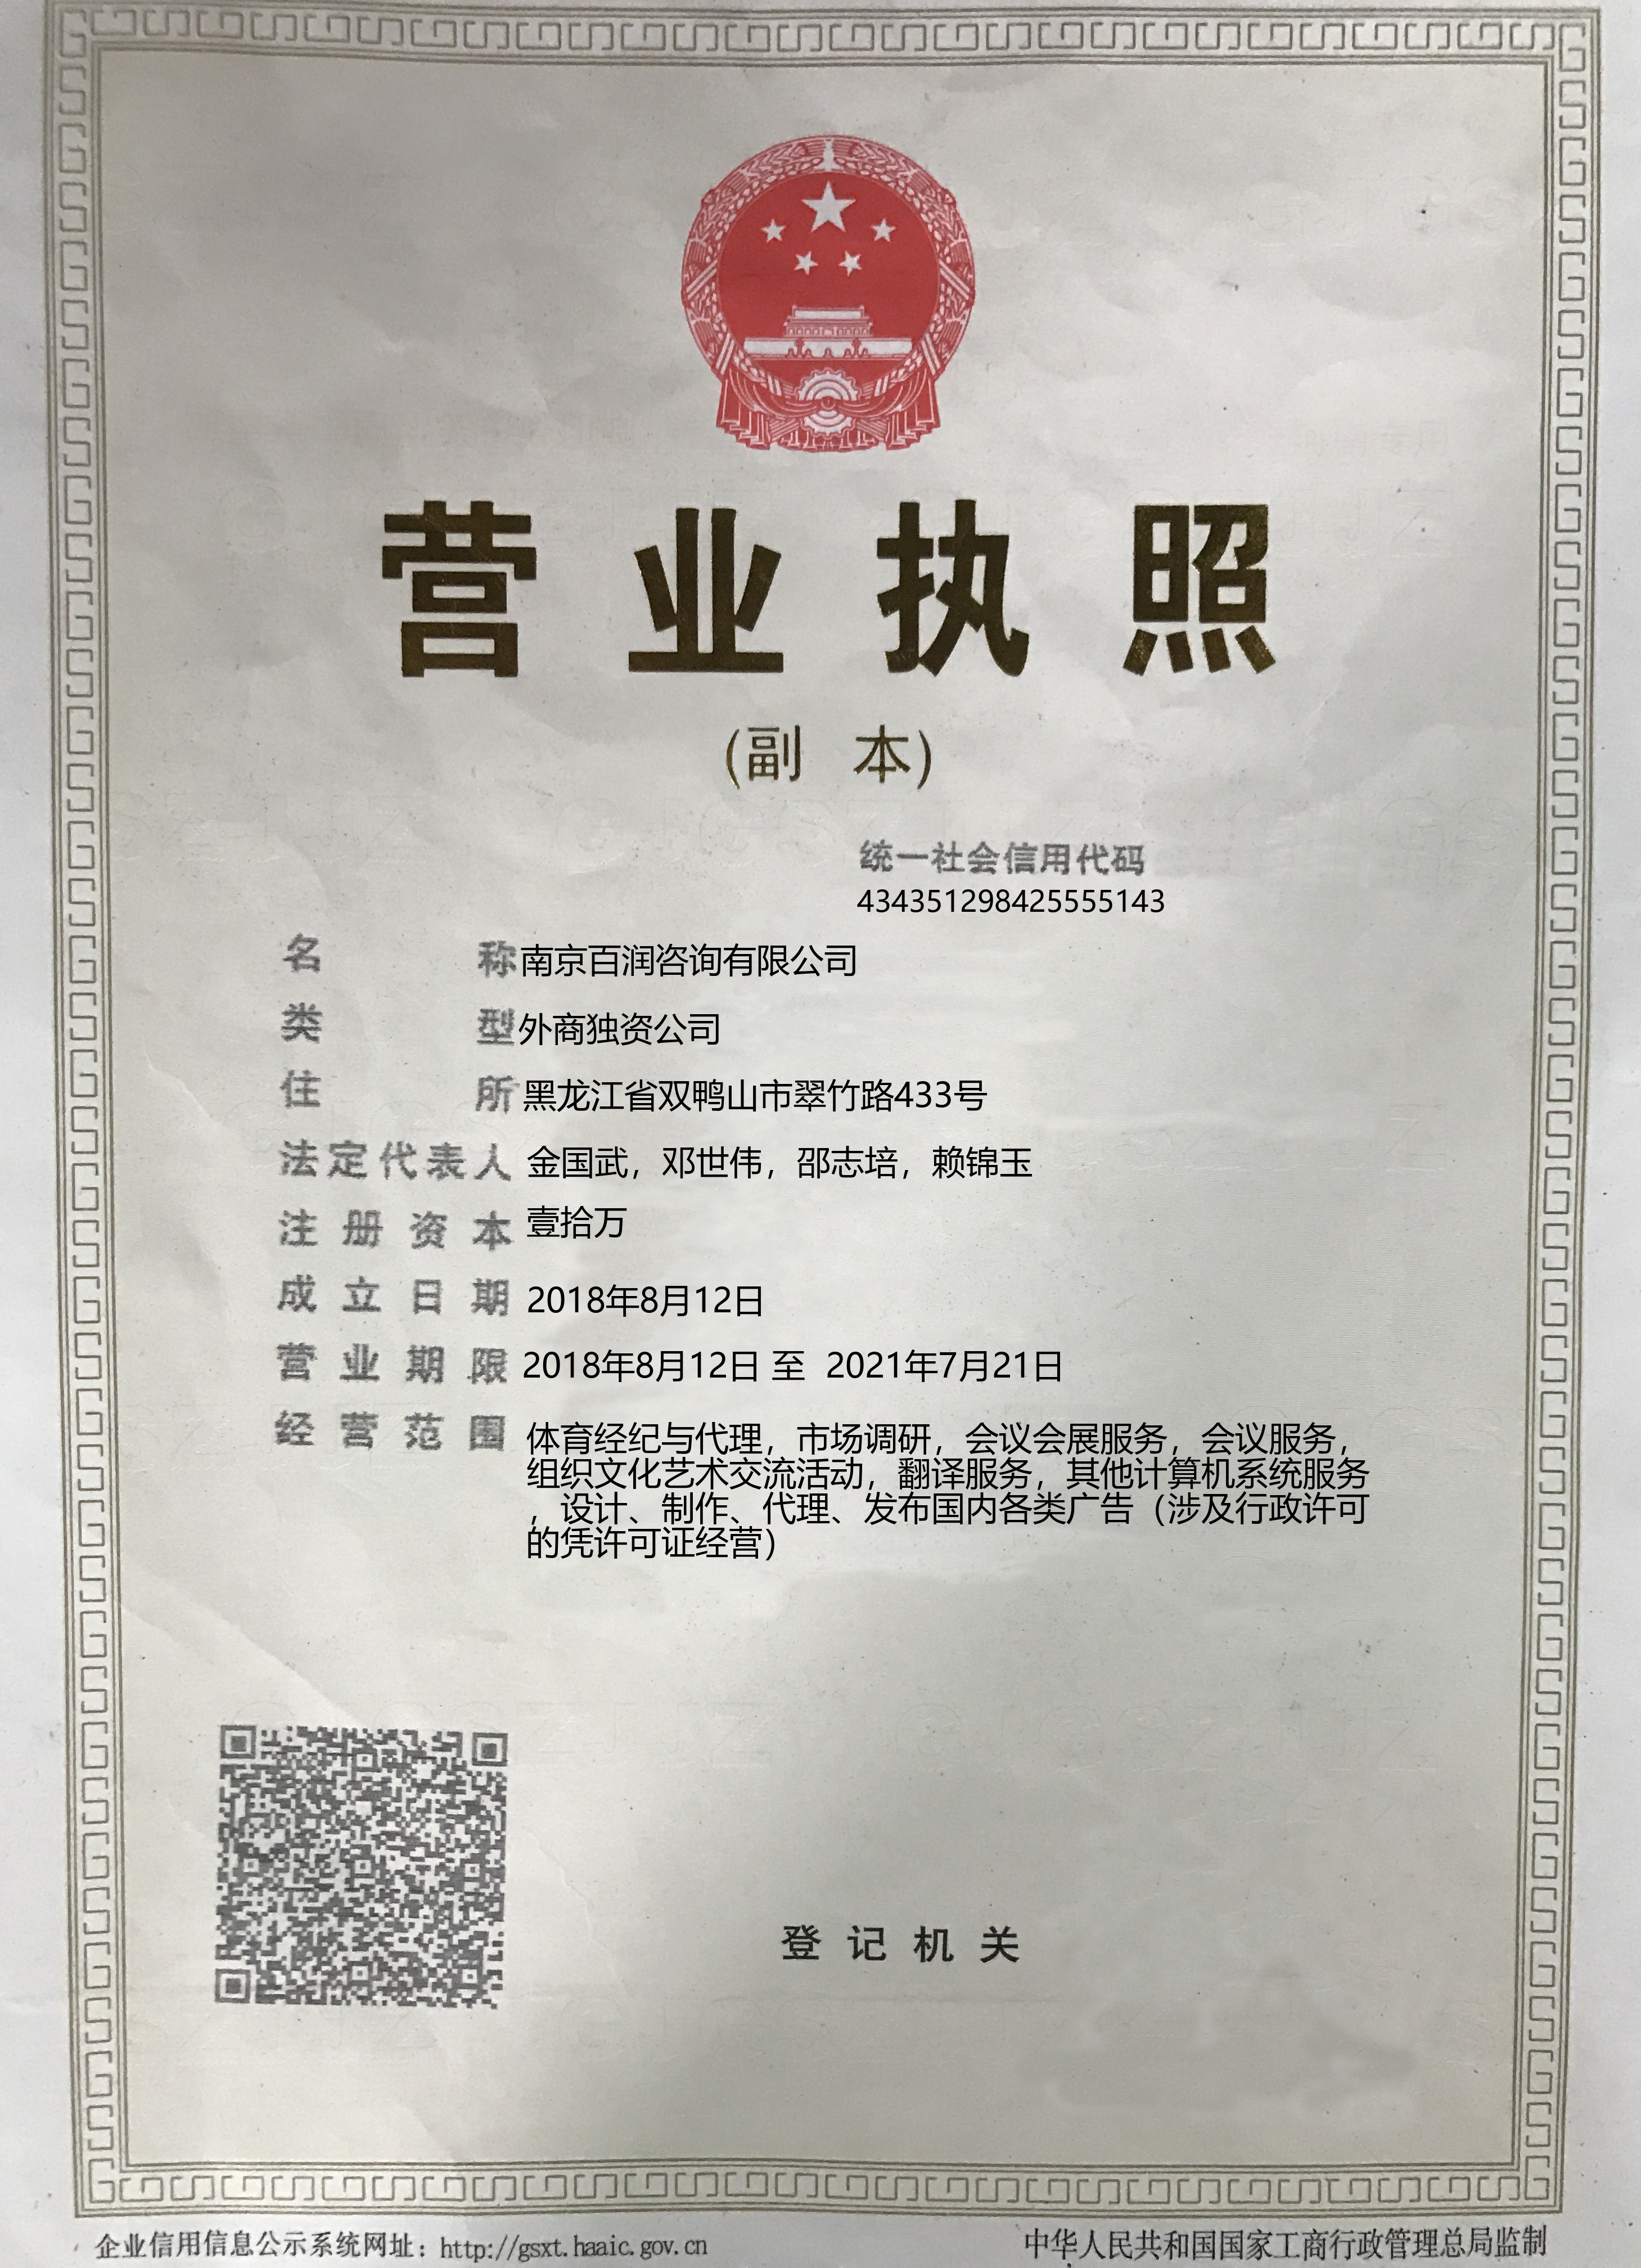 营业执照
(副 本)
统一社会信用代码
434351298425555143
名 称南京百润咨询有限公司
类 型外商独资公司
住 所黑龙江省双鸭山市翠竹路433号
法定代表人 金国武，邓世伟，邵志培，赖锦玉
注册资本 壹拾万
成立日期 2018年8月12日
营业期限 2018年8月12日 至 2021年7月21日
经营范围 体育经纪与代理，市场调研，会议会展服务，会议服务，
组织文化艺术交流活动，翻译服务，其他计算机系统服务
，设计、制作、代理、发布国内各类广告（涉及行政许可
的凭许可证经营）
登记机关
企业信用信息公示系统网址：http://gsxt.haaic.gov.cn
中华人民共和国国家工商行政管理总局监制